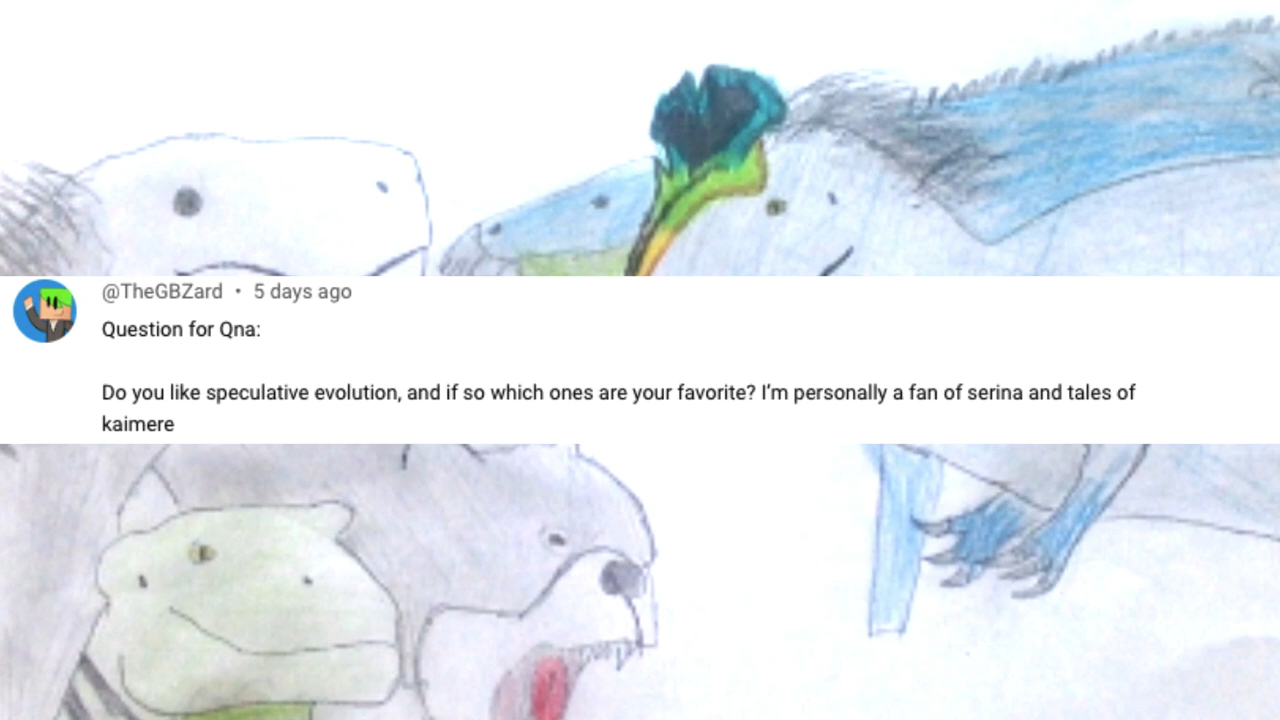 @TheGBZard • 5 days ago
Question for Qna:
Do you like speculative evolution, and if so which ones are your favorite? I’m personally a fan of serina and tales of
kaimere